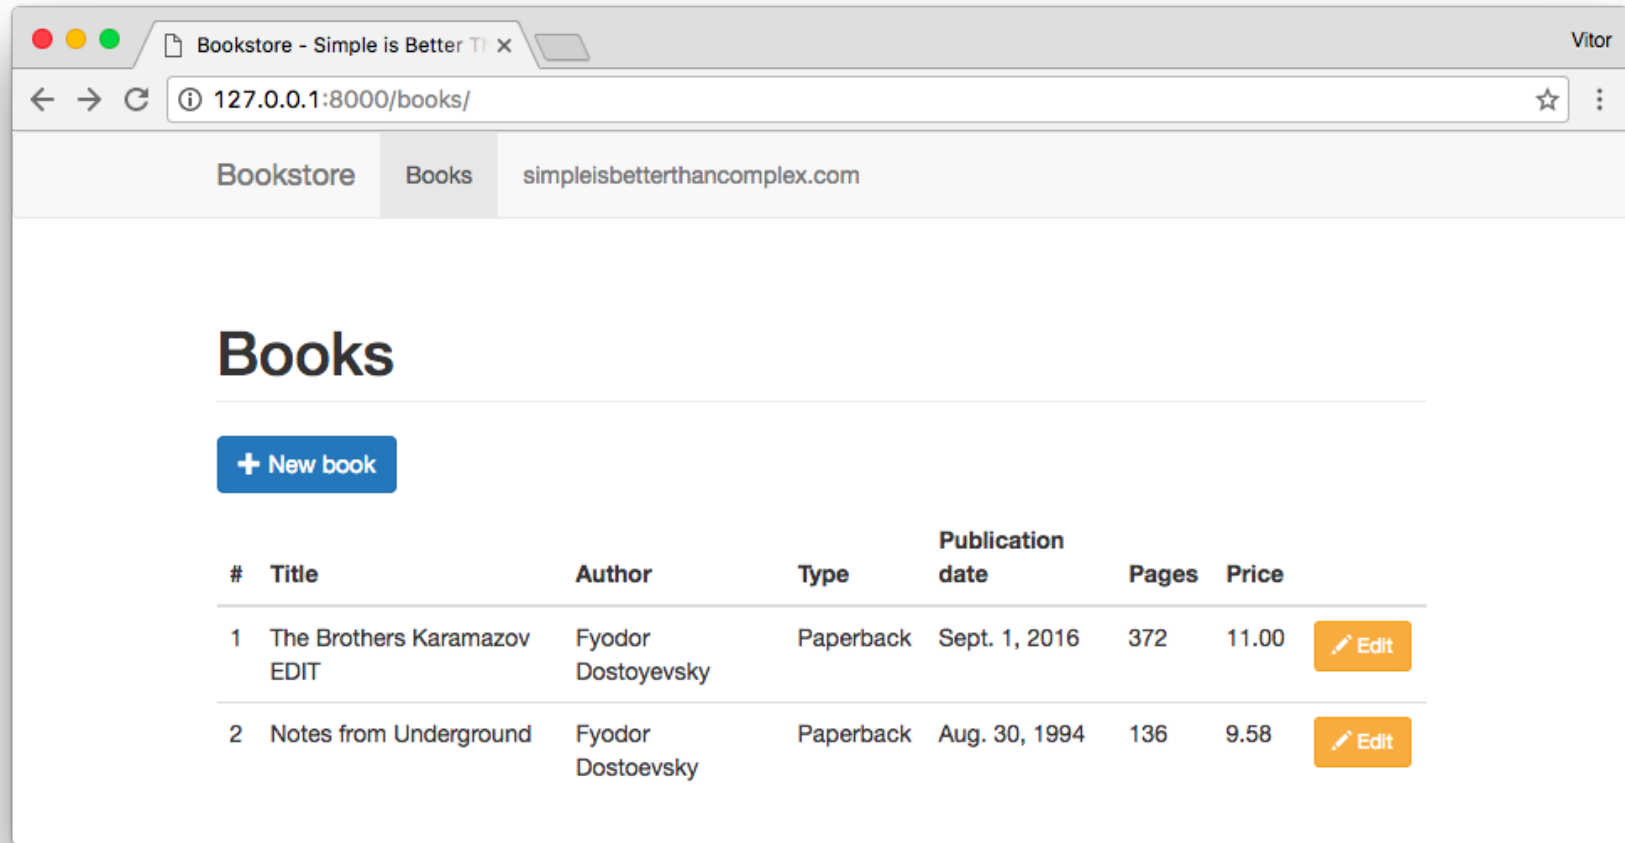 Bookstore - Simple is Better Th
Vitor
127.0.0.1:8000/books/
Bookstore Books simpleisbetterthancomplex.com
Books
New book
# Title Author Type Publication date Pages Price
1 The Brothers Karamazov EDIT Fyodor Dostoyevsky Paperback Sept. 1, 2016 372 11.00 Edit
2 Notes from Underground Fyodor Dostoevsky Paperback Aug. 30, 1994 136 9.58 Edit